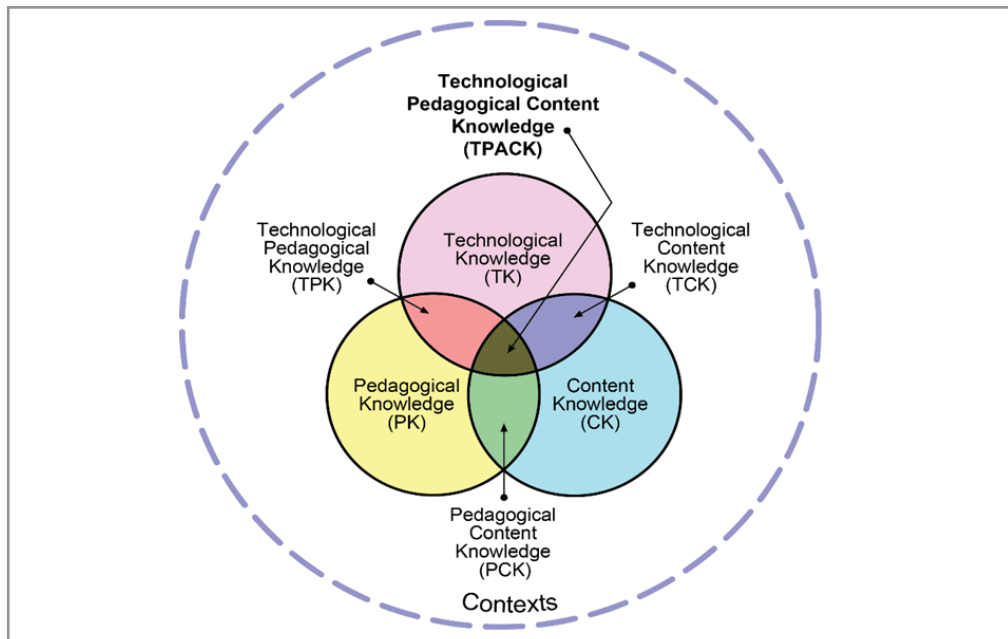 Technological
Pedagogical Content
Knowledge
(TPACK)
Technological
Pedagogical
Knowledge
(TPK)
Technological
Knowledge
(TK)
Technological
Content
Knowledge
(TCK)
Pedagogical
Knowledge
(PK)
Content
Knowledge
(CK)
Pedagogical
Content
Knowledge
(PCK)
Contexts